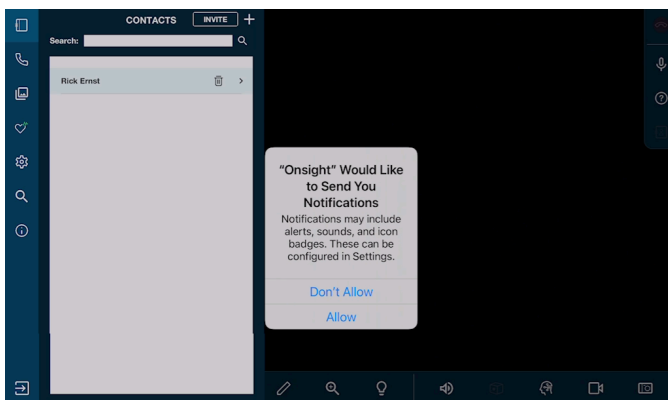 CONTACTS
INVITE
Search:
Rick Ernst
“Onsight” Would Like
to Send You
Notifications
Notifications may include
alerts, sounds, and icon
badges. These can be
configured in Settings.
Don't Allow
Allow